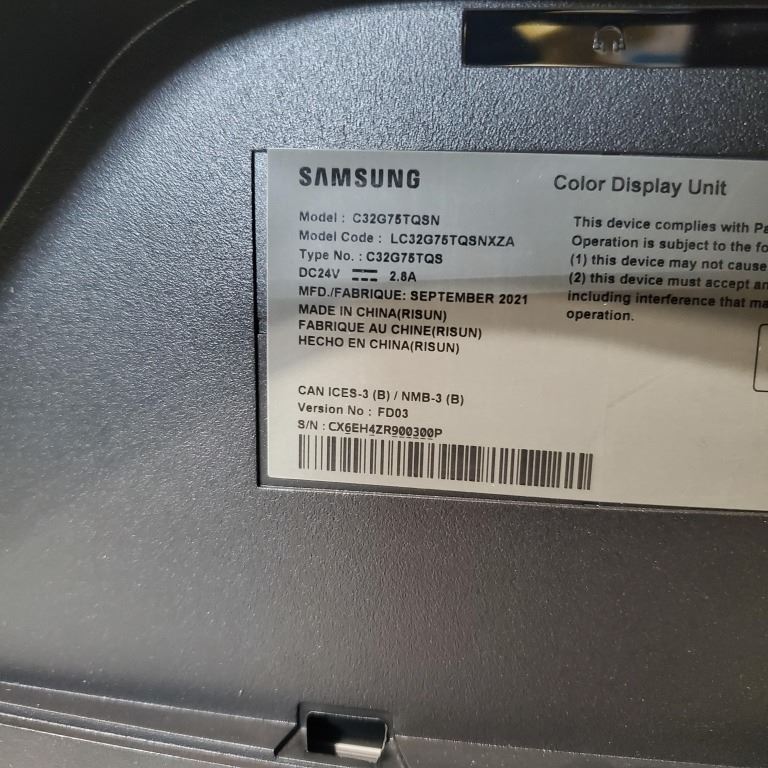 SAMSUNG
Color Display Unit
Model : C32G75TQSN
Model Code : LC32G75TQSNXZA
Type No. : C32G75TQS
DC24V 2.8A
MFD./FABRIQUE: SEPTEMBER 2021
MADE IN CHINA(RISUN)
FABRIQUE AU CHINE(RISUN)
HECHO EN CHINA(RISUN)
This device complies with
Operation is subject to the
(1) this device may not cause
(2) this device must accept
including interference that
operation.
CAN ICES-3 (B) / NMB-3 (B)
Version No : FD03
S/N : CX6EH4ZR900300P